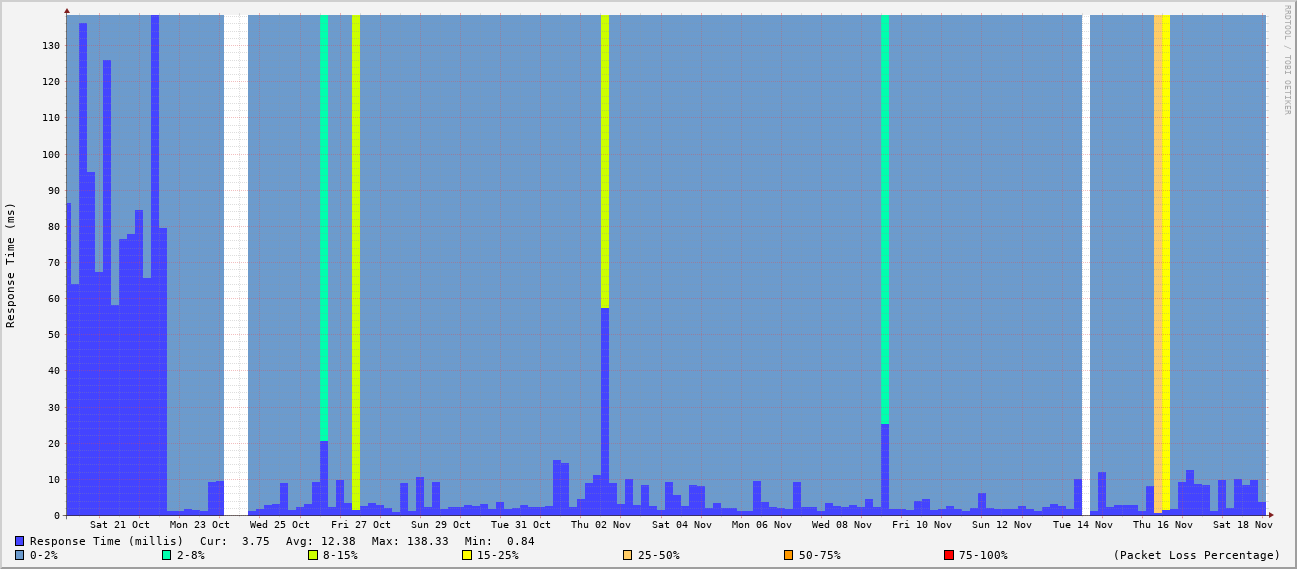 RRDTOOL / TOBI OETIKER
Response Time (ms)
130
120
110
100
90
80
70
60
50
40
30
20
10
0
Sat 21 Oct Mon 23 Oct Wed 25 Oct Fri 27 Oct Sun 29 Oct Tue 31 Oct Thu 02 Nov Sat 04 Nov Mon 06 Nov Wed 08 Nov Fri 10 Nov Sun 12 Nov Tue 14 Nov Thu 16 Nov Sat 18 Nov
Response Time (millis) Cur: 3.75 Avg: 12.38 Max: 138.33 Min: 0.84
0-2% 2-8% 8-15% 15-25% 25-50% 50-75% 75-100% (Packet Loss Percentage)